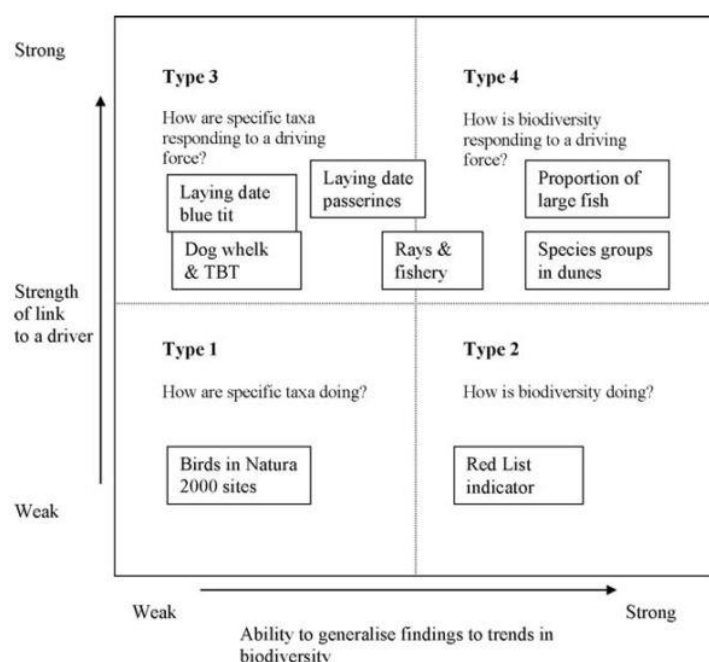 Strong
Type 3
Type 4
How are specific taxa
responding to a driving
force?
How is biodiversity
responding to a driving
force?
Laying date
blue tit
Laying date
passerines
Proportion of
large fish
Dog whelk
& TBT
Rays &
fishery
Species groups
in dunes
Strength
of link
to a driver
Type 1
Type 2
How are specific taxa doing?
How is biodiversity doing?
Birds in Natura
2000 sites
Red List
indicator
Weak
Weak
Strong
Ability to generalise findings to trends in
biodiversity